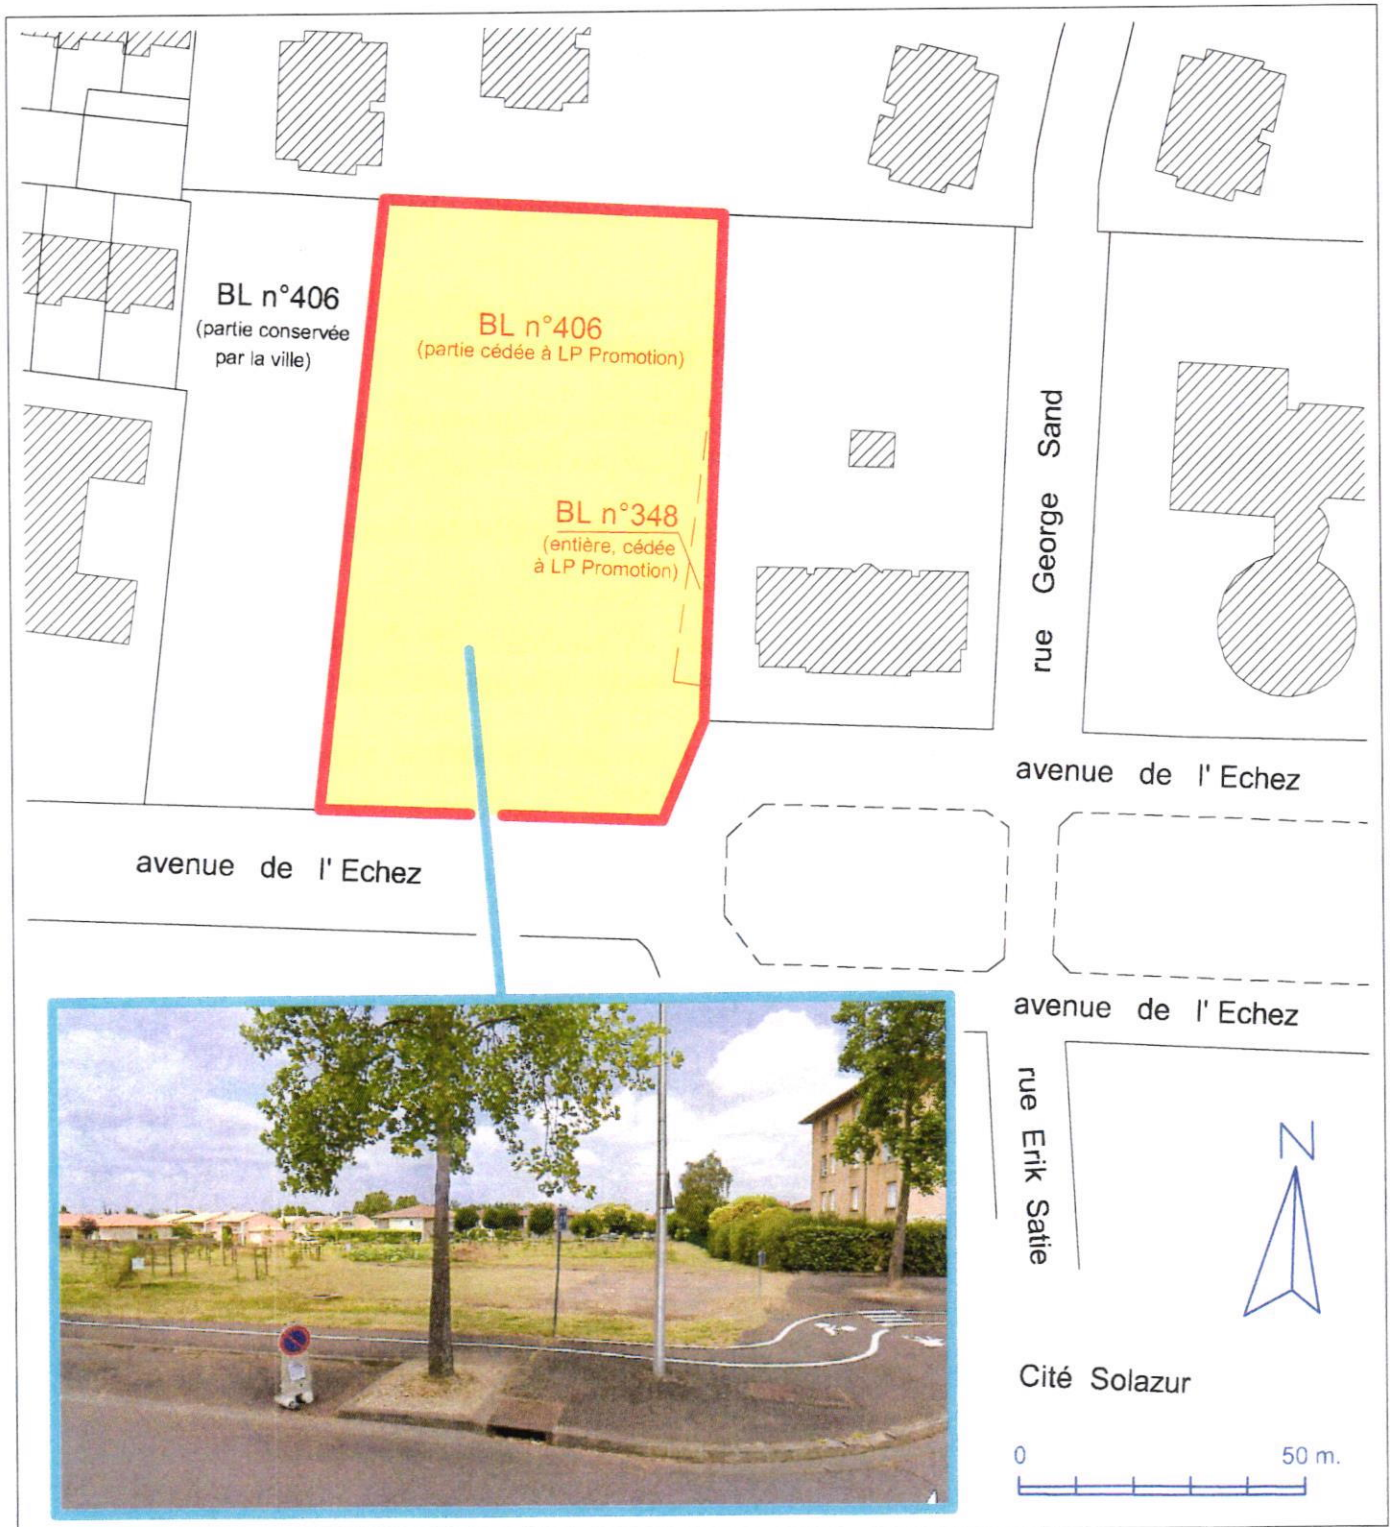 BL n°406
(partie conservée
par la ville)
BL n°406
(partie cédée à LP Promotion)
BL n°348
(entière, cédée
à LP Promotion)
rue George Sand
avenue de l' Echez
avenue de l' Echez
avenue de l' Echez
rue Erik Satie
N
Cité Solazur
0 50 m.